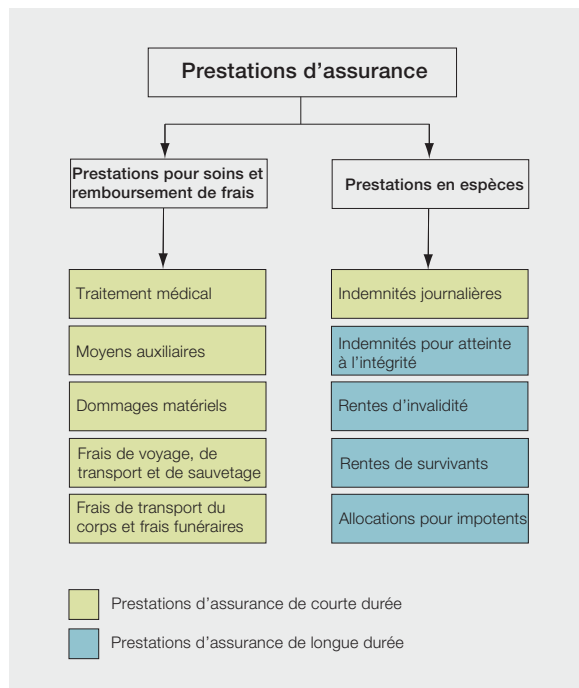 Prestations d’assurance
Prestations pour soins et
remboursement de frais
Prestations en espèces
Traitement médical
Moyens auxiliaires
Dommages matériels
Frais de voyage, de
transport et de sauvetage
Frais de transport du
corps et frais funéraires
Indemnités journalières
Indemnités pour atteinte
à l’intégrité
Rentes d’invalidité
Rentes de survivants
Allocations pour impotents
Prestations d’assurance de courte durée
Prestations d’assurance de longue durée